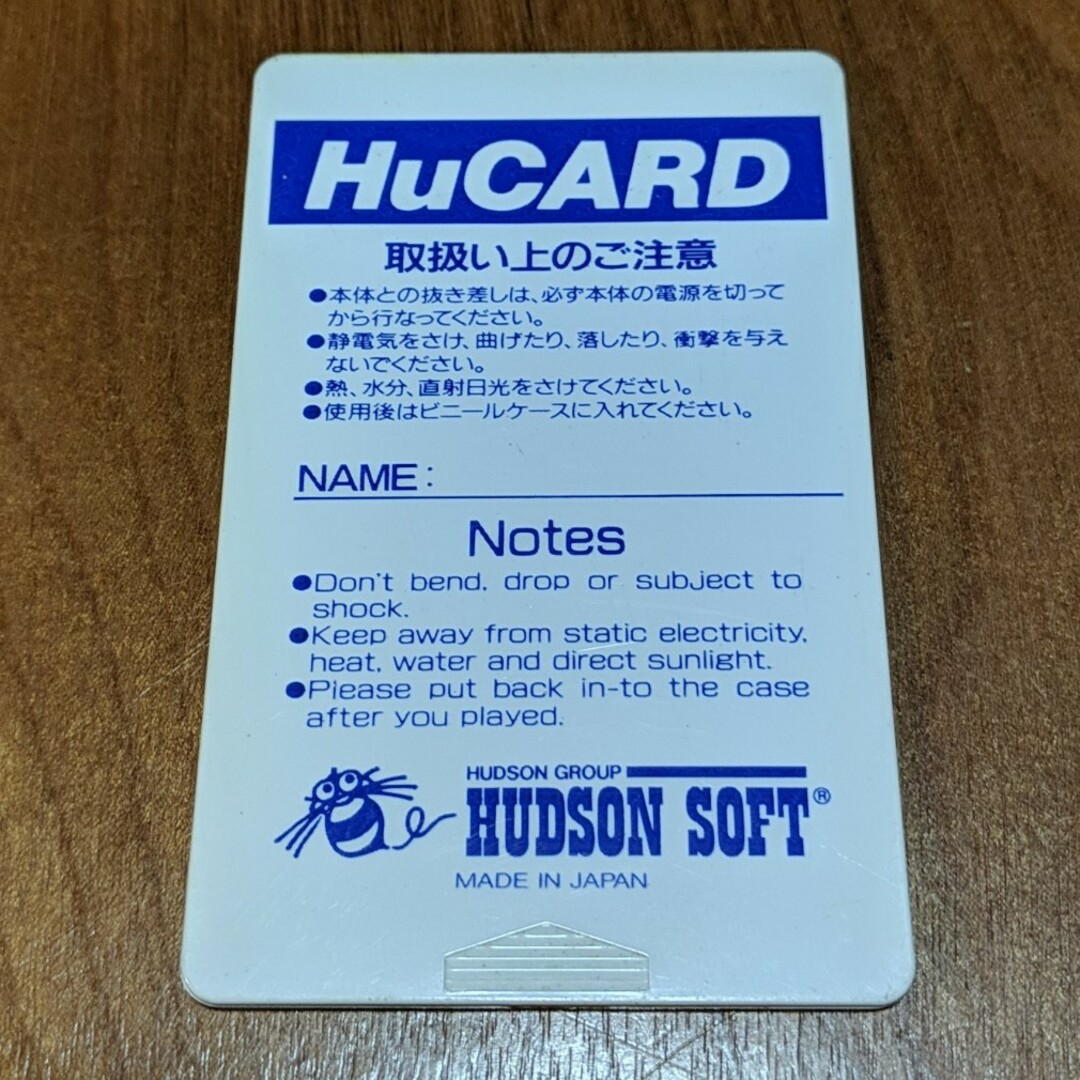 HuCARD
取扱い上のご注意
●本体との抜き差しは、必ず本体の電源を切って
から行なってください。
●静電気をさけ、曲げたり、落したり、衝撃を与え
ないでください。
●熱、水分、直射日光をさけてください。
●使用後はビニールケースに入れてください。
NAME:
Notes
●Don't bend, drop or subject to
shock.
●Keep away from static electricity,
heat, water and direct sunlight.
●Please put back in-to the case
after you played.
HUDSON GROUP
HUDSON SOFT®
MADE IN JAPAN